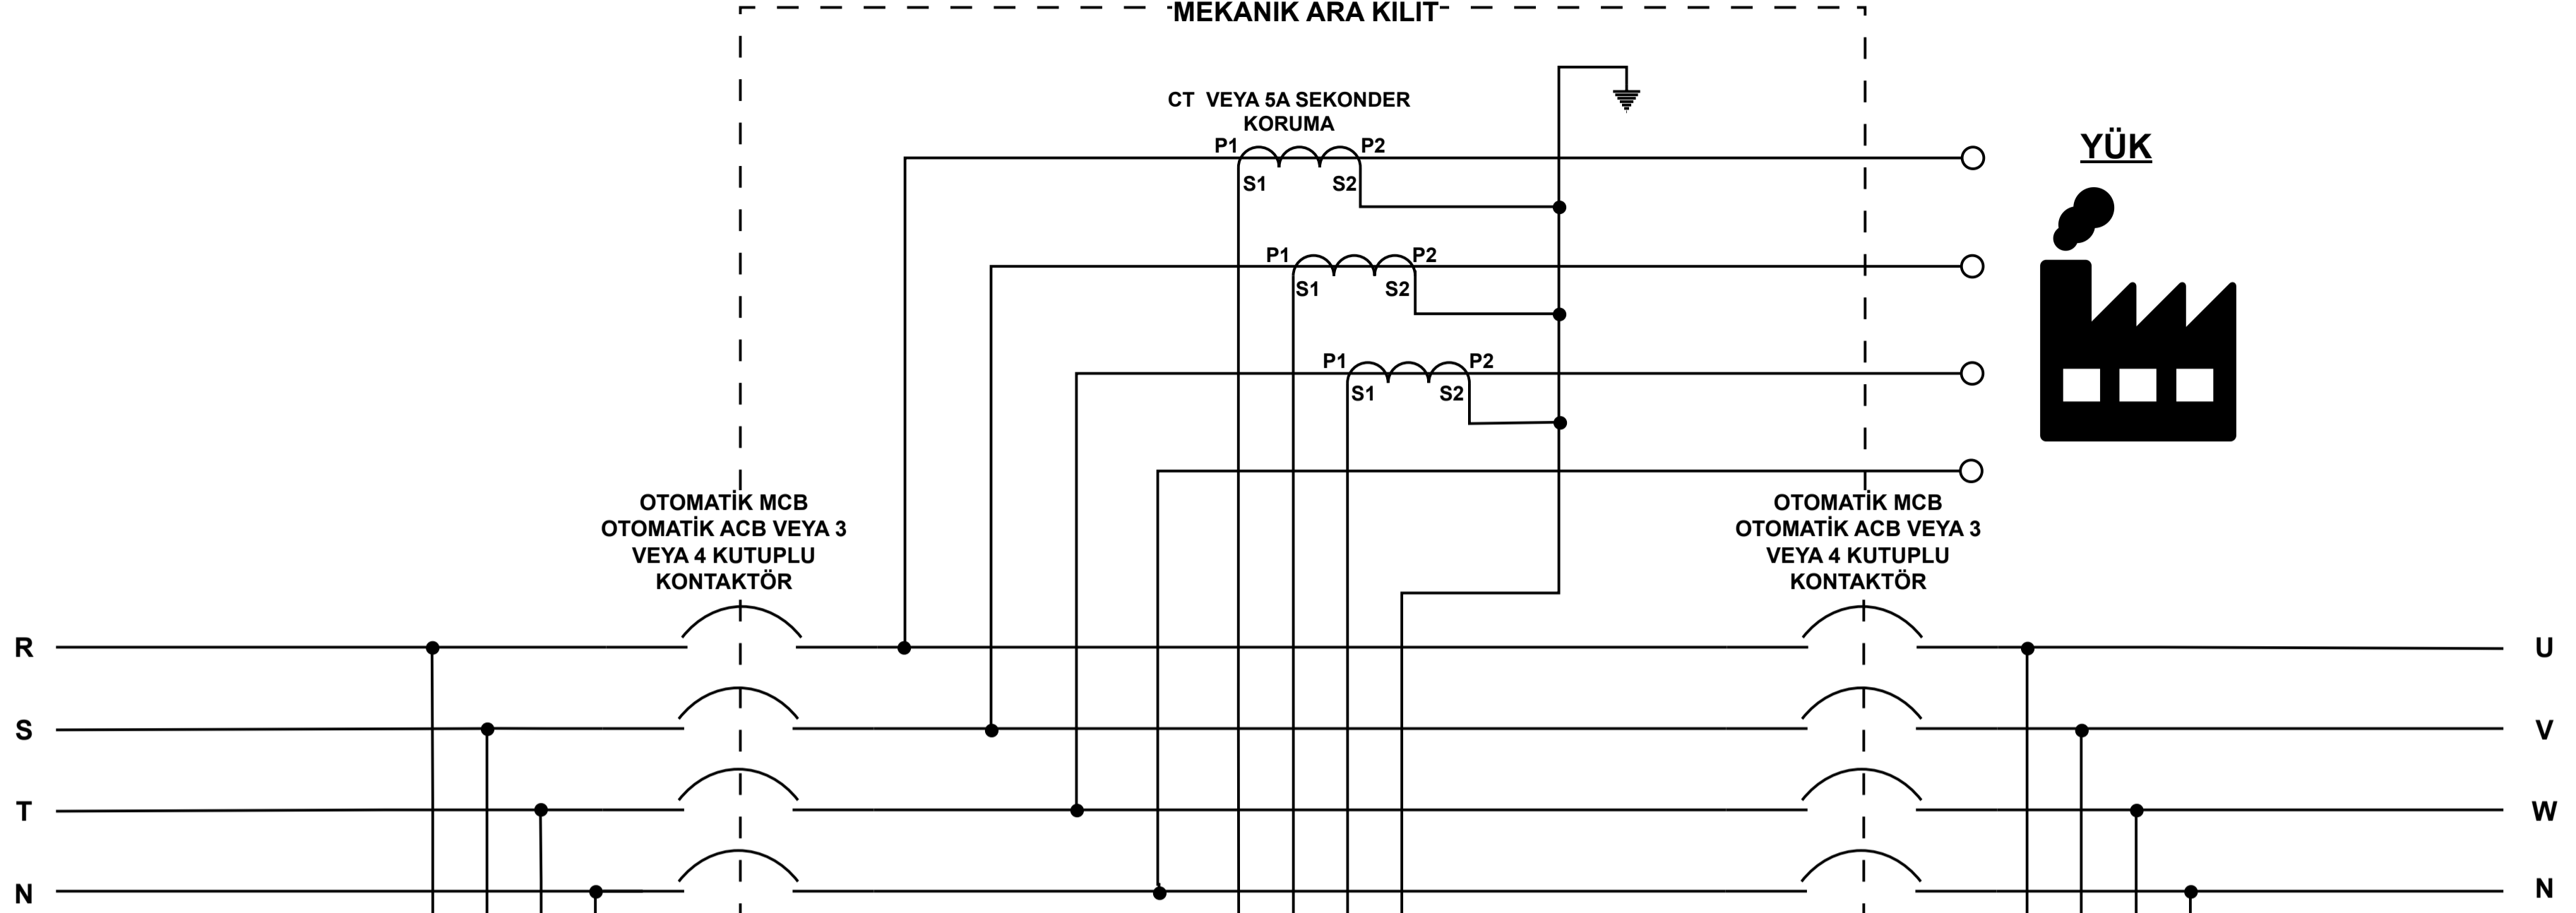 MEKANİK ARA KİLİT
CT VEYA 5A SEKONDER
KORUMA
P1
P2
S1
S2
YÜK
P1
P2
S1
S2
P1
P2
S1
S2
OTOMATİK MCB
OTOMATİK ACB VEYA 3
VEYA 4 KUTUPLU
KONTAKTÖR
OTOMATİK MCB
OTOMATİK ACB VEYA 3
VEYA 4 KUTUPLU
KONTAKTÖR
R
U
S
V
T
W
N
N